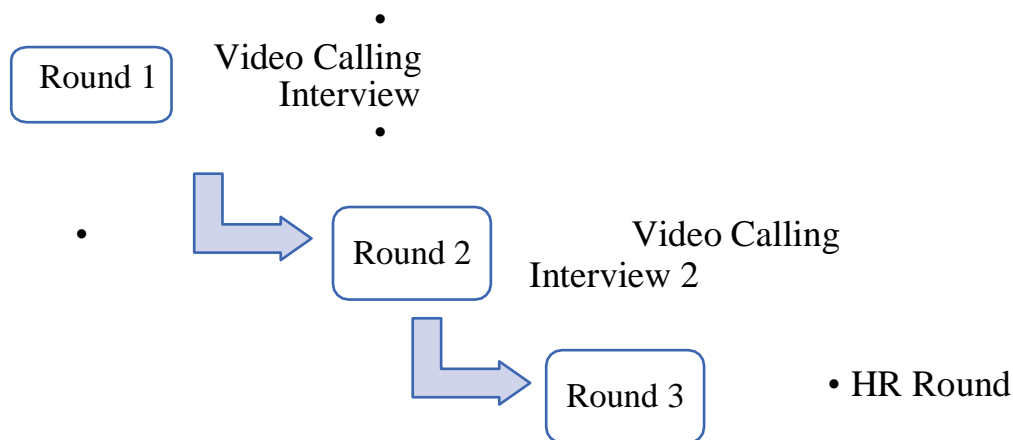 •
Round 1
Video Calling
Interview
•
•
Round 2
Video Calling
Interview 2
Round 3
• HR Round